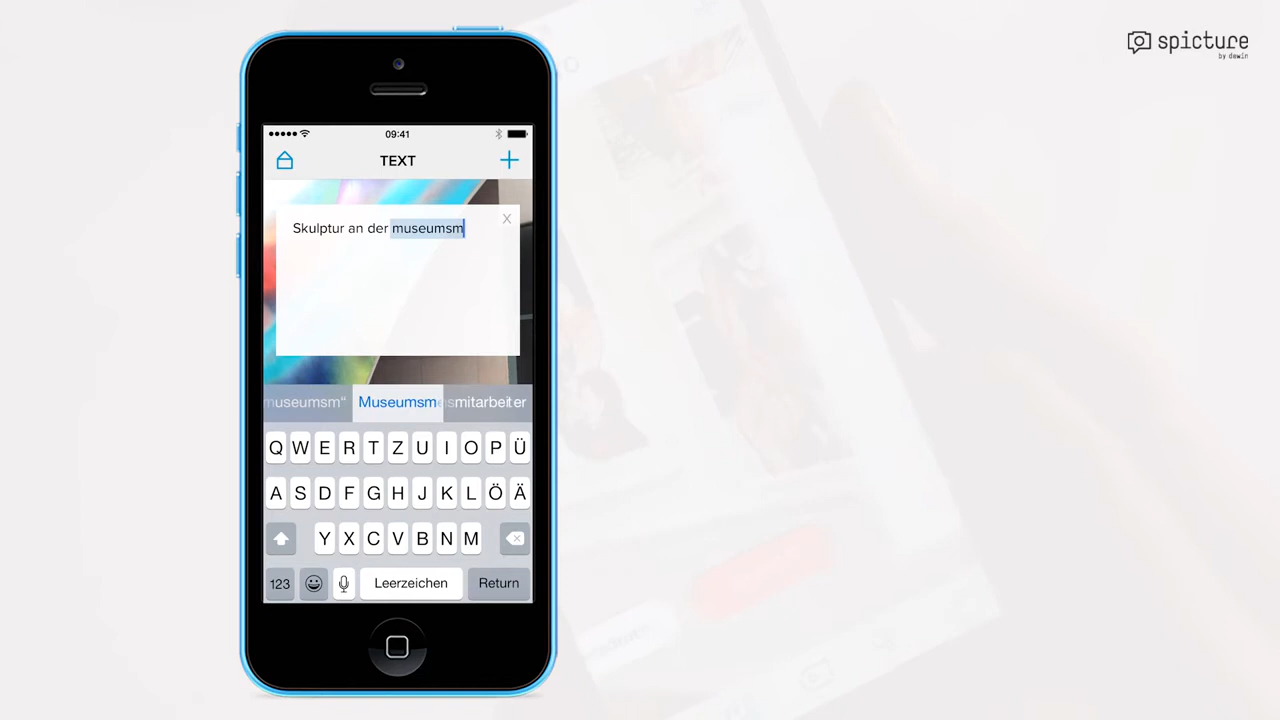 spicture
by dewin
09:41
TEXT
X
Skulptur an der museumsm
museumsm“ Museumsm mitarbeiter
Q W E R T Z U I O P Ü
A S D F G H J K L Ö Ä
Y X C V B N M
123 Leerzeichen Return